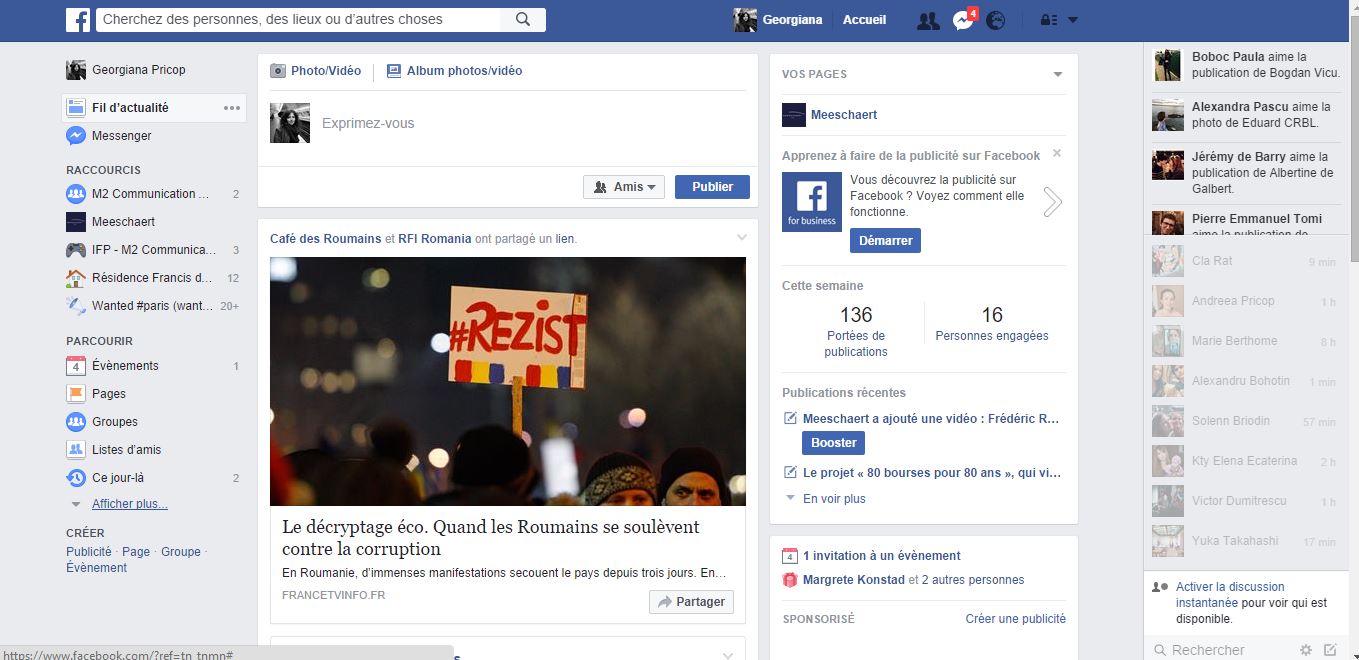 Cherchez des personnes, des lieux ou d'autres choses
Georgiana
Accueil
4
Georgiana Pricop
Fil d'actualité
Messenger
RACCOURCIS
M2 Communication ... 2
Meeschaert
IFP - M2 Communica... 3
Résidence Francis d... 12
Wanted #paris (want... 20+
PARCOURIR
4 Évènements 1
Pages
Groupes
Listes d'amis
Ce jour-là 2
Afficher plus...
CRÉER
Publicité · Page · Groupe ·
Évènement
Photo/Vidéo
Album photos/vidéo
Exprimez-vous
Amis
Publier
Café des Roumains et RFI Romania ont partagé un lien.
#REZIST
Le décryptage éco. Quand les Roumains se soulèvent
contre la corruption
En Roumanie, d'immenses manifestations secouent le pays depuis trois jours. En...
FRANCETVINFO.FR
Partager
VOS PAGES
Meeschaert
Apprenez à faire de la publicité sur Facebook
for business
Vous découvrez la publicité sur
Facebook ? Voyez comment elle
fonctionne.
Démarrer
Cette semaine
136
Portées de
publications
16
Personnes engagées
Publications récentes
Meeschaert a ajouté une vidéo : Frédéric R...
Booster
Le projet « 80 bourses pour 80 ans », qui vi...
En voir plus
4 1 invitation à un évènement
Margrete Konstad et 2 autres personnes
SPONSORISÉ
Créer une publicité
Boboc Paula aime la
publication de Bogdan Vicu.
Alexandra Pascu aime la
photo de Eduard CRBL.
Jérémy de Barry aime la
publication de Albertine de
Galbert.
Pierre Emmanuel Tomi
aime la publication de
Cla Rat 9 min
Andreea Pricop 1 h
Marie Berthome 8 h
Alexandru Bohotin 1 min
Solenn Briodin 57 min
Kty Elena Ecaterina 2 h
Victor Dumitrescu 1 h
Yuka Takahashi 17 min
Activer la discussion
instantanée pour voir qui est
disponible.
Rechercher
https://www.facebook.com/?ref=tn_tnmn#